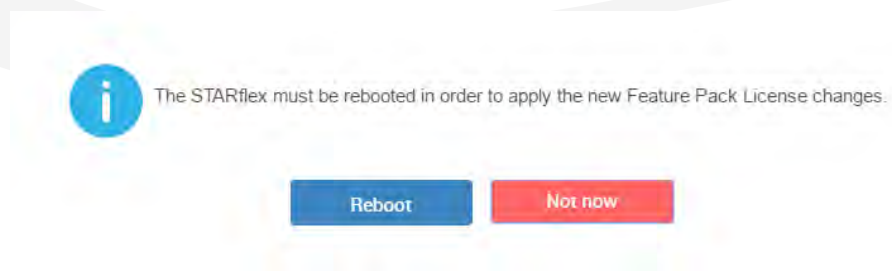 The STARflex must be rebooted in order to apply the new Feature Pack License changes.
Reboot
Not now